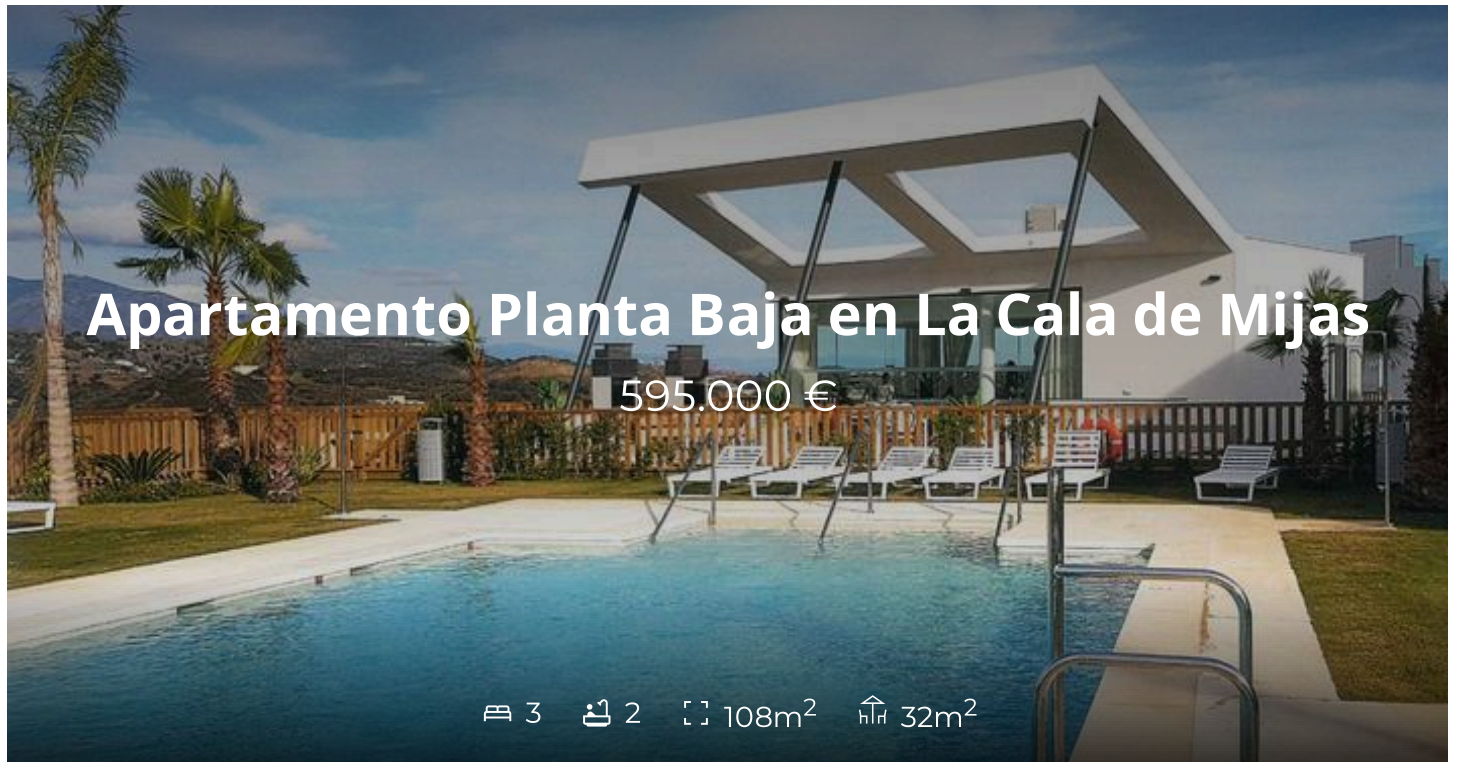 Apartamento Planta Baja en La Cala de Mijas
595.000 €
3 2 108m² 32m²